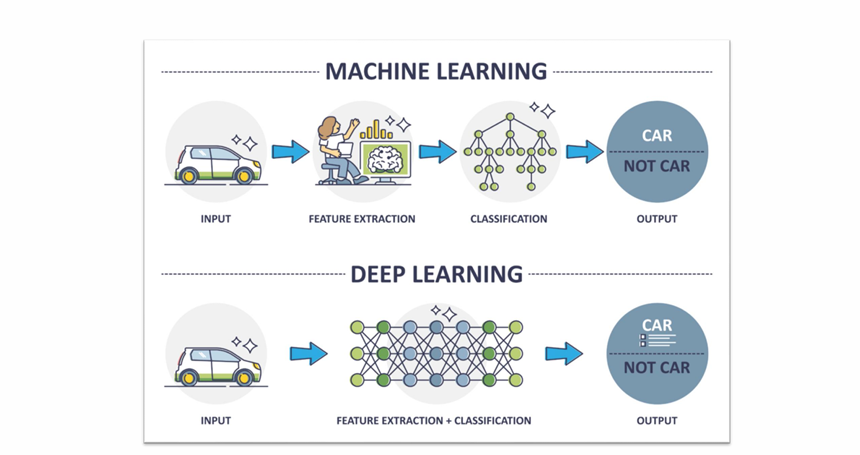 MACHINE LEARNING
CAR
NOT CAR
INPUT
FEATURE EXTRACTION
CLASSIFICATION
OUTPUT
DEEP LEARNING
CAR
NOT CAR
INPUT
FEATURE EXTRACTION + CLASSIFICATION
OUTPUT